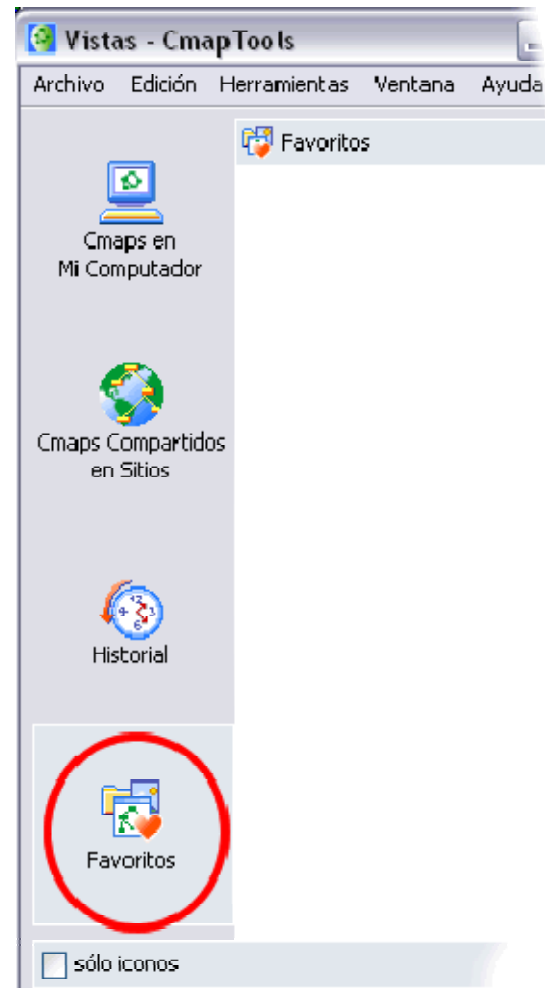 Vistas - CmapTools
Archivo Edición Herramientas Ventana Ayuda
Favoritos
Cmaps en
Mi Computador
Cmaps Compartidos
en Sitios
Historial
Favoritos
sólo iconos